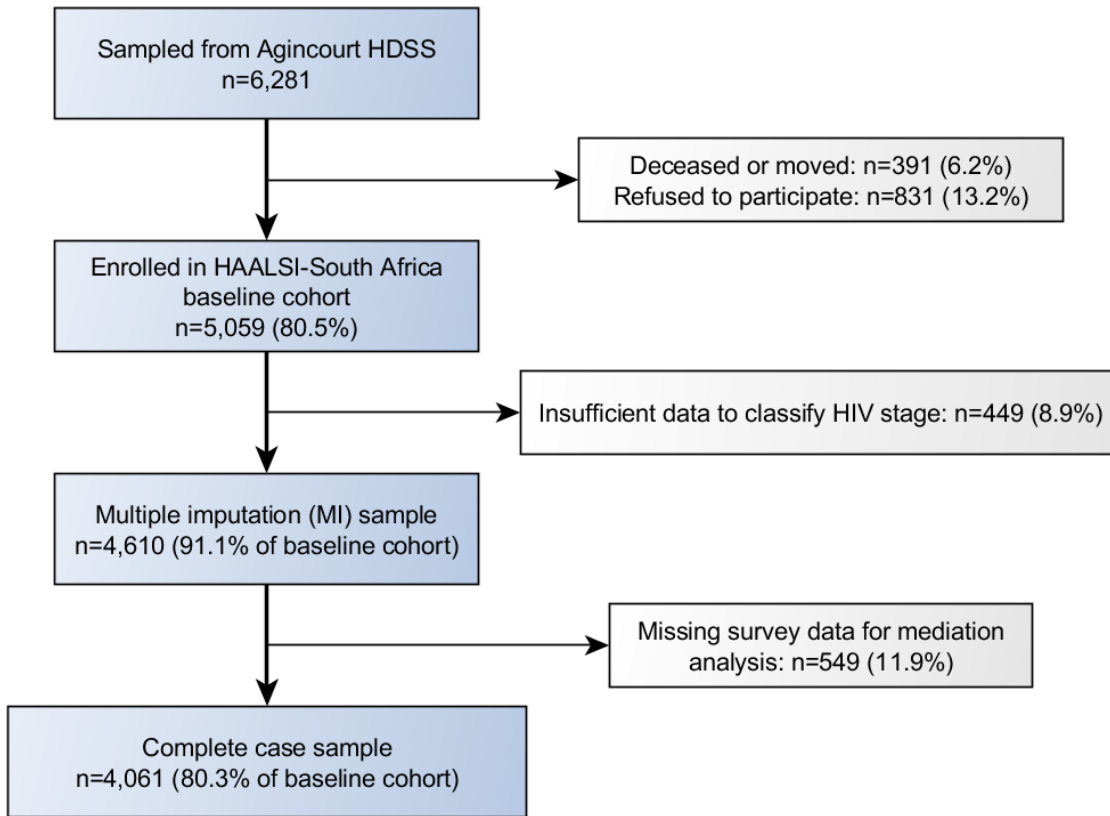 Sampled from Agincourt HDSS
n=6,281
Deceased or moved: n=391 (6.2%)
Refused to participate: n=831 (13.2%)
Enrolled in HAALSI-South Africa
baseline cohort
n=5,059 (80.5%)
Insufficient data to classify HIV stage: n=449 (8.9%)
Multiple imputation (MI) sample
n=4,610 (91.1% of baseline cohort)
Missing survey data for mediation
analysis: n=549 (11.9%)
Complete case sample
n=4,061 (80.3% of baseline cohort)